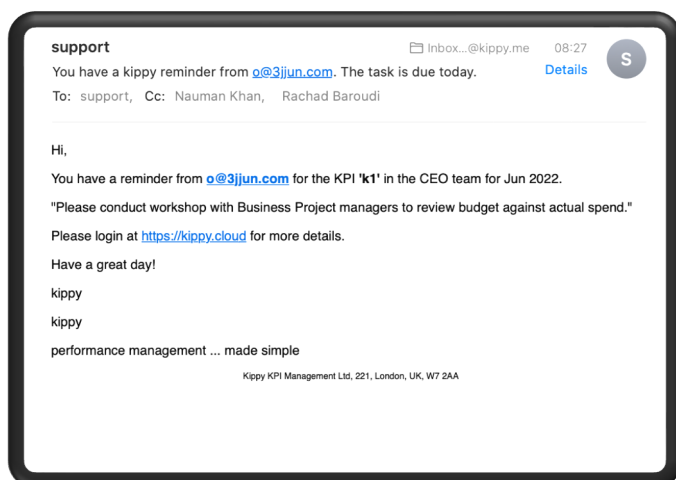 support
Inbox...@kippy.me 08:27
S
You have a kippy reminder from o@3jjun.com. The task is due today. Details
To: support, Cc: Nauman Khan, Rachad Baroudi
Hi,
You have a reminder from o@3jjun.com for the KPI 'k1' in the CEO team for Jun 2022.
"Please conduct workshop with Business Project managers to review budget against actual spend."
Please login at https://kippy.cloud for more details.
Have a great day!
kippy
kippy
performance management ... made simple
Kippy KPI Management Ltd, 221, London, UK, W7 2AA